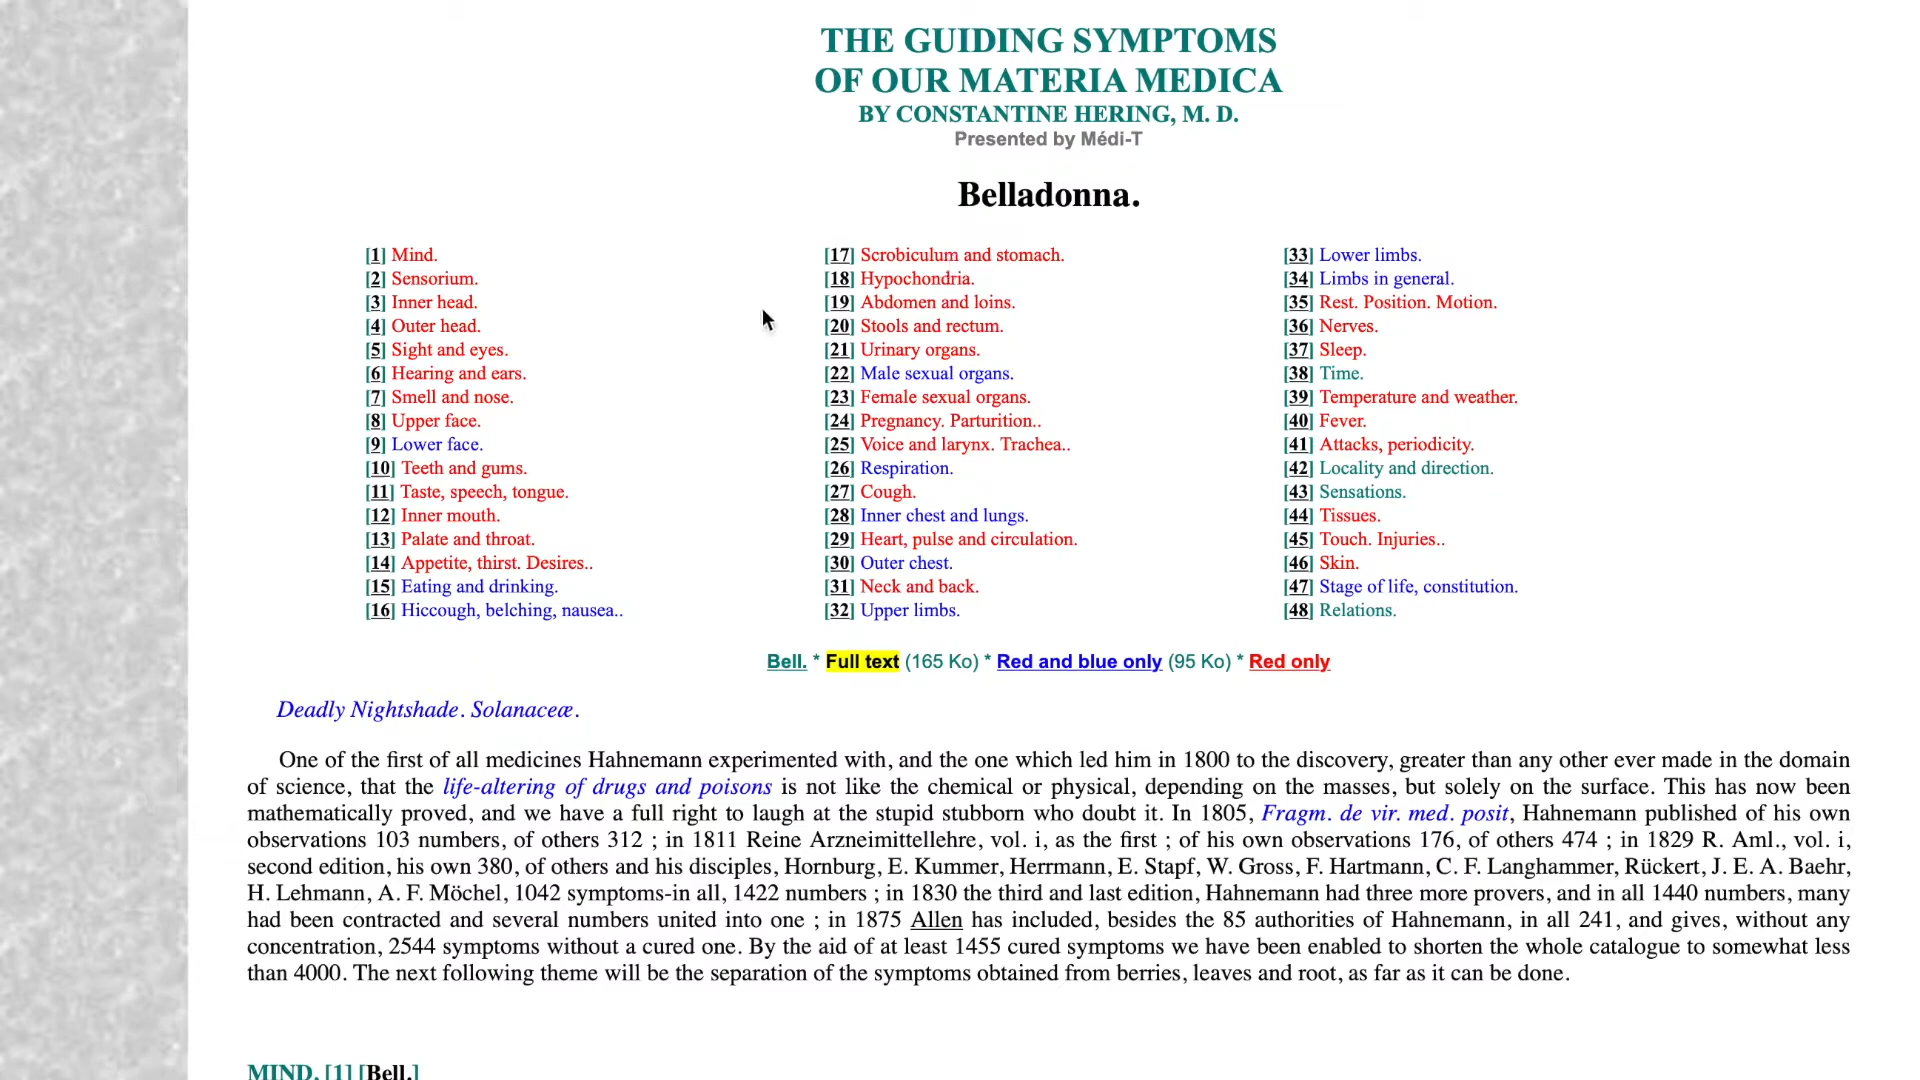 THE GUIDING SYMPTOMS
OF OUR MATERIA MEDICA
BY CONSTANTINE HERING, M. D.
Presented by Médi-T
Belladonna.
[1] Mind.
[2] Sensorium.
[3] Inner head.
[4] Outer head.
[5] Sight and eyes.
[6] Hearing and ears.
[7] Smell and nose.
[8] Upper face.
[9] Lower face.
[10] Teeth and gums.
[11] Taste, speech, tongue.
[12] Inner mouth.
[13] Palate and throat.
[14] Appetite, thirst. Desires..
[15] Eating and drinking.
[16] Hiccough, belching, nausea..
[17] Scrobiculum and stomach.
[18] Hypochondria.
[19] Abdomen and loins.
[20] Stools and rectum.
[21] Urinary organs.
[22] Male sexual organs.
[23] Female sexual organs.
[24] Pregnancy. Parturition..
[25] Voice and larynx. Trachea..
[26] Respiration.
[27] Cough.
[28] Inner chest and lungs.
[29] Heart, pulse and circulation.
[30] Outer chest.
[31] Neck and back.
[32] Upper limbs.
[33] Lower limbs.
[34] Limbs in general.
[35] Rest. Position. Motion.
[36] Nerves.
[37] Sleep.
[38] Time.
[39] Temperature and weather.
[40] Fever.
[41] Attacks, periodicity.
[42] Locality and direction.
[43] Sensations.
[44] Tissues.
[45] Touch. Injuries..
[46] Skin.
[47] Stage of life, constitution.
[48] Relations.
Bell. * Full text (165 Ko) * Red and blue only (95 Ko) * Red only
Deadly Nightshade. Solanaceæ.
One of the first of all medicines Hahnemann experimented with, and the one which led him in 1800 to the discovery, greater than any other ever made in the domain
of science, that the life-altering of drugs and poisons is not like the chemical or physical, depending on the masses, but solely on the surface. This has now been
mathematically proved, and we have a full right to laugh at the stupid stubborn who doubt it. In 1805, Fragm. de vir. med. posit, Hahnemann published of his own
observations 103 numbers, of others 312 ; in 1811 Reine Arzneimittellehre, vol. i, as the first ; of his own observations 176, of others 474 ; in 1829 R. Aml., vol. i,
second edition, his own 380, of others and his disciples, Hornburg, E. Kummer, Herrmann, E. Stapf, W. Gross, F. Hartmann, C. F. Langhammer, Rückert, J. E. A. Baehr,
H. Lehmann, A. F. Möchel, 1042 symptoms-in all, 1422 numbers ; in 1830 the third and last edition, Hahnemann had three more provers, and in all 1440 numbers, many
had been contracted and several numbers united into one ; in 1875 Allen has included, besides the 85 authorities of Hahnemann, in all 241, and gives, without any
concentration, 2544 symptoms without a cured one. By the aid of at least 1455 cured symptoms we have been enabled to shorten the whole catalogue to somewhat less
than 4000. The next following theme will be the separation of the symptoms obtained from berries, leaves and root, as far as it can be done.
MIND. [1] [Bell.]